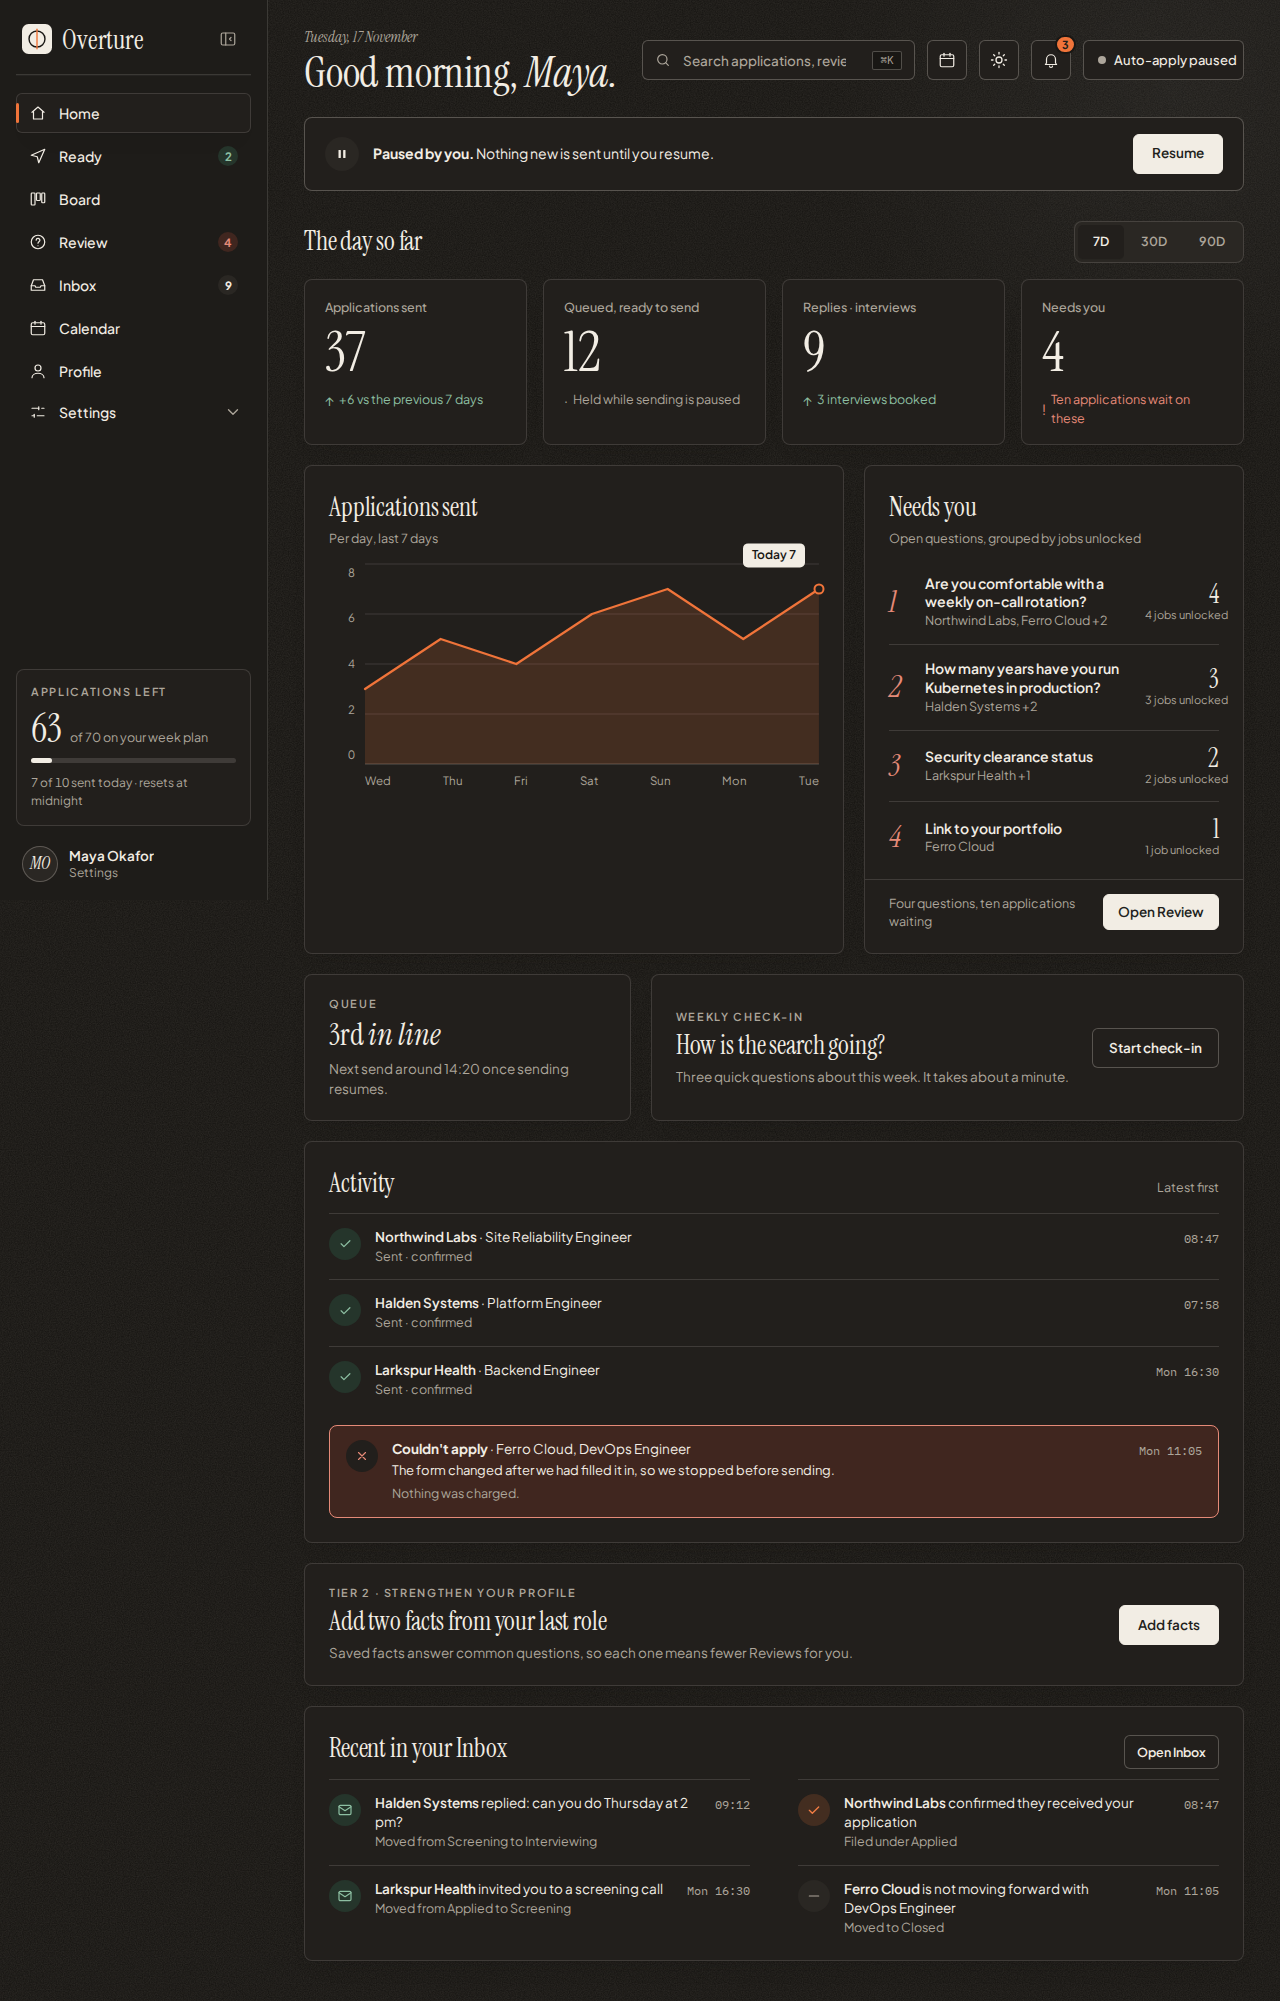 Overture
Home
Ready 2
Board
Review 4
Inbox 9
Calendar
Profile
Settings
APPLICATIONS LEFT
63 of 70 on your week plan
7 of 10 sent today · resets at
midnight
MO
Maya Okafor
Settings
Tuesday, 17 November
Good morning, Maya.
Search applications, revie ⌘K
3
Auto-apply paused
Paused by you. Nothing new is sent until you resume.
Resume
The day so far
7D 30D 90D
Applications sent
37
↑ +6 vs the previous 7 days
Queued, ready to send
12
· Held while sending is paused
Replies · interviews
9
↑ 3 interviews booked
Needs you
4
! Ten applications wait on
these
Applications sent
Per day, last 7 days
Today 7
8
6
4
2
0
Wed Thu Fri Sat Sun Mon Tue
Needs you
Open questions, grouped by jobs unlocked
1
Are you comfortable with a
weekly on-call rotation?
Northwind Labs, Ferro Cloud +2
4
4 jobs unlocked
2
How many years have you run
Kubernetes in production?
Halden Systems +2
3
3 jobs unlocked
3
Security clearance status
Larkspur Health +1
2
2 jobs unlocked
4
Link to your portfolio
Ferro Cloud
1
1 job unlocked
Four questions, ten applications
waiting
Open Review
QUEUE
3rd in line
Next send around 14:20 once sending
resumes.
WEEKLY CHECK-IN
How is the search going?
Three quick questions about this week. It takes about a minute.
Start check-in
Activity
Latest first
Northwind Labs · Site Reliability Engineer
Sent · confirmed
08:47
Halden Systems · Platform Engineer
Sent · confirmed
07:58
Larkspur Health · Backend Engineer
Sent · confirmed
Mon 16:30
Couldn't apply · Ferro Cloud, DevOps Engineer
The form changed after we had filled it in, so we stopped before sending.
Nothing was charged.
Mon 11:05
TIER 2 · STRENGTHEN YOUR PROFILE
Add two facts from your last role
Saved facts answer common questions, so each one means fewer Reviews for you.
Add facts
Recent in your Inbox
Open Inbox
Halden Systems replied: can you do Thursday at 2
pm?
Moved from Screening to Interviewing
09:12
Northwind Labs confirmed they received your
application
Filed under Applied
08:47
Larkspur Health invited you to a screening call
Moved from Applied to Screening
Mon 16:30
Ferro Cloud is not moving forward with
DevOps Engineer
Moved to Closed
Mon 11:05